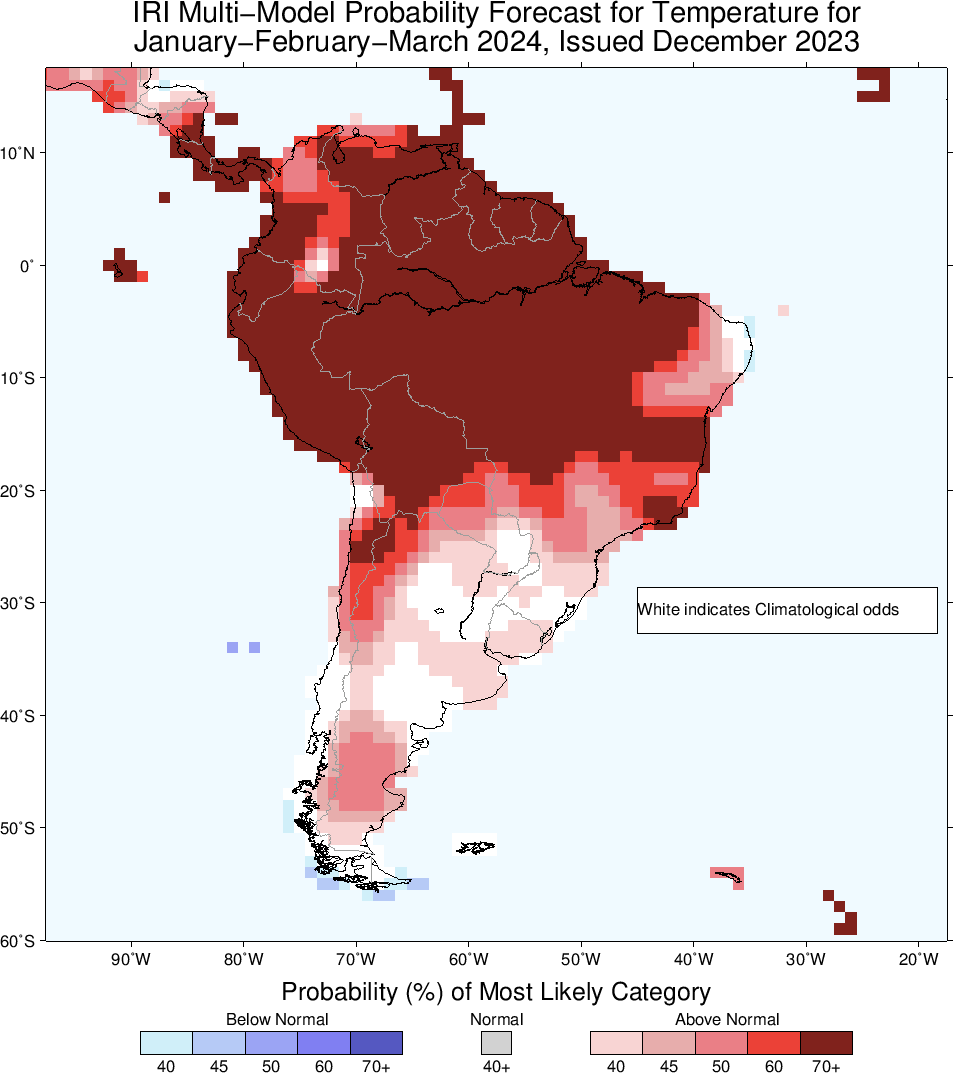 IRI Multi−Model Probability Forecast for Temperature for
January−February−March 2024, Issued December 2023
10˚N
0˚
10˚S
20˚S
30˚S
40˚S
50˚S
60˚S
White indicates Climatological odds
90˚W 80˚W 70˚W 60˚W 50˚W 40˚W 30˚W 20˚W
Probability (%) of Most Likely Category
Below Normal Normal Above Normal
40 45 50 60 70+ 40+ 40 45 50 60 70+